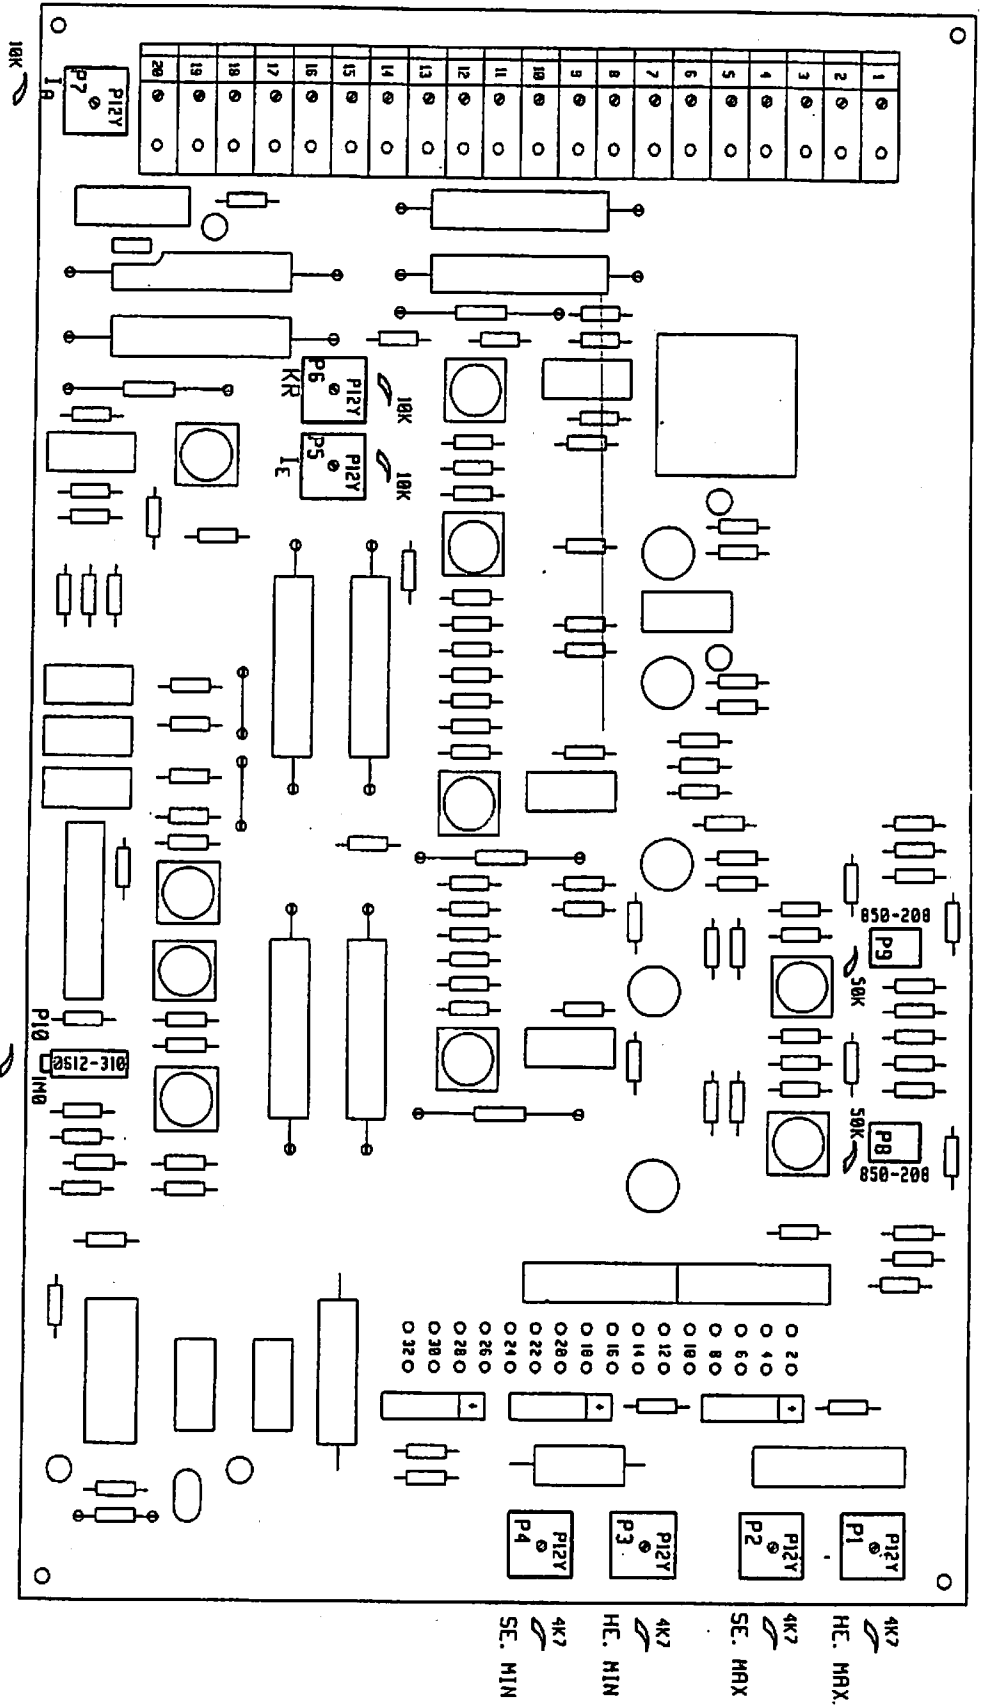 10K
P7
P12Y
IA
20 19 18 17 16 15 14 13 12 11 10 9 8 7 6 5 4 3 2 1
P6
P12Y
KR
10K
P5
P12Y
IE
10K
850-208
P9
50K
P10
0512-310
1M0
50K
P8
850-208
32 30 28 26 24 22 20 18 16 14 12 10 8 6 4 2
P4
P12Y
P3
P12Y
P2
P12Y
P1
P12Y
4K7
SE. MIN
4K7
HE. MIN
4K7
SE. MAX
4K7
HE. MAX.